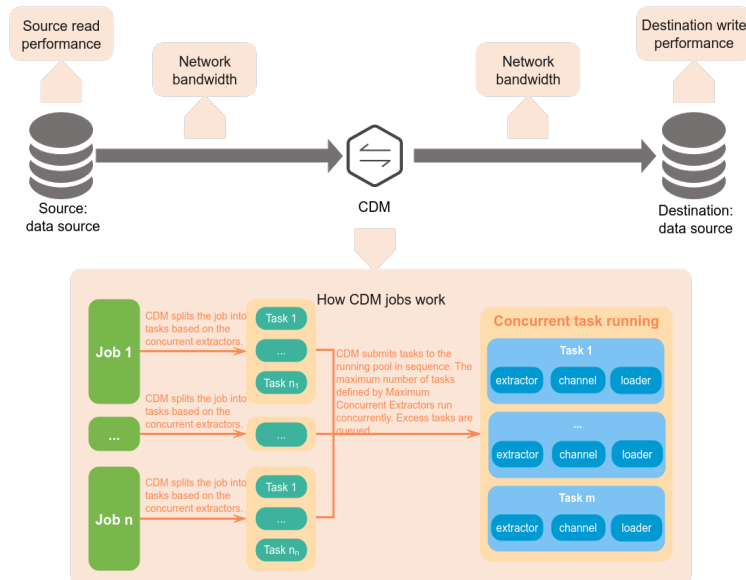 Source read
performance
Network
bandwidth
Network
bandwidth
Destination write
performance
Source:
data source
CDM
Destination:
data source
How CDM jobs work
Job 1
CDM splits the job into
tasks based on the
concurrent extractors.
Task 1
...
Task n1
...
CDM splits the job into
tasks based on the
concurrent extractors.
...
Job n
CDM splits the job into
tasks based on the
concurrent extractors.
Task 1
...
Task nn
CDM submits tasks to the
running pool in sequence. The
maximum number of tasks
defined by Maximum
Concurrent Extractors run
concurrently. Excess tasks are
queued
Concurrent task running
Task 1
extractor channel loader
...
extractor channel loader
Task m
extractor channel loader